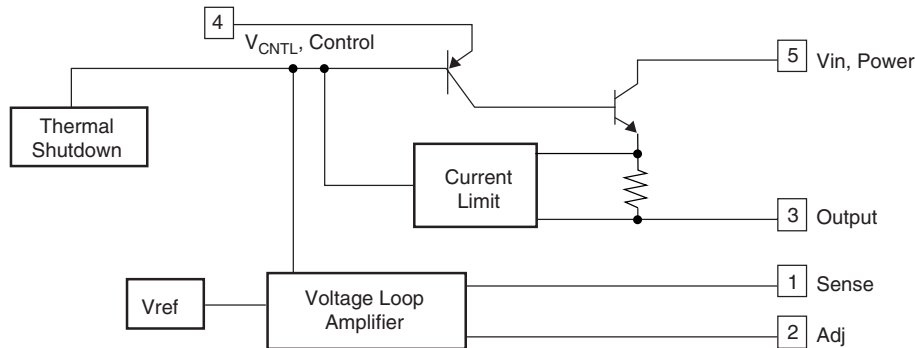 4
V_CNTL, Control
5 Vin, Power
Thermal
Shutdown
Current
Limit
3 Output
1 Sense
Vref
Voltage Loop
Amplifier
2 Adj